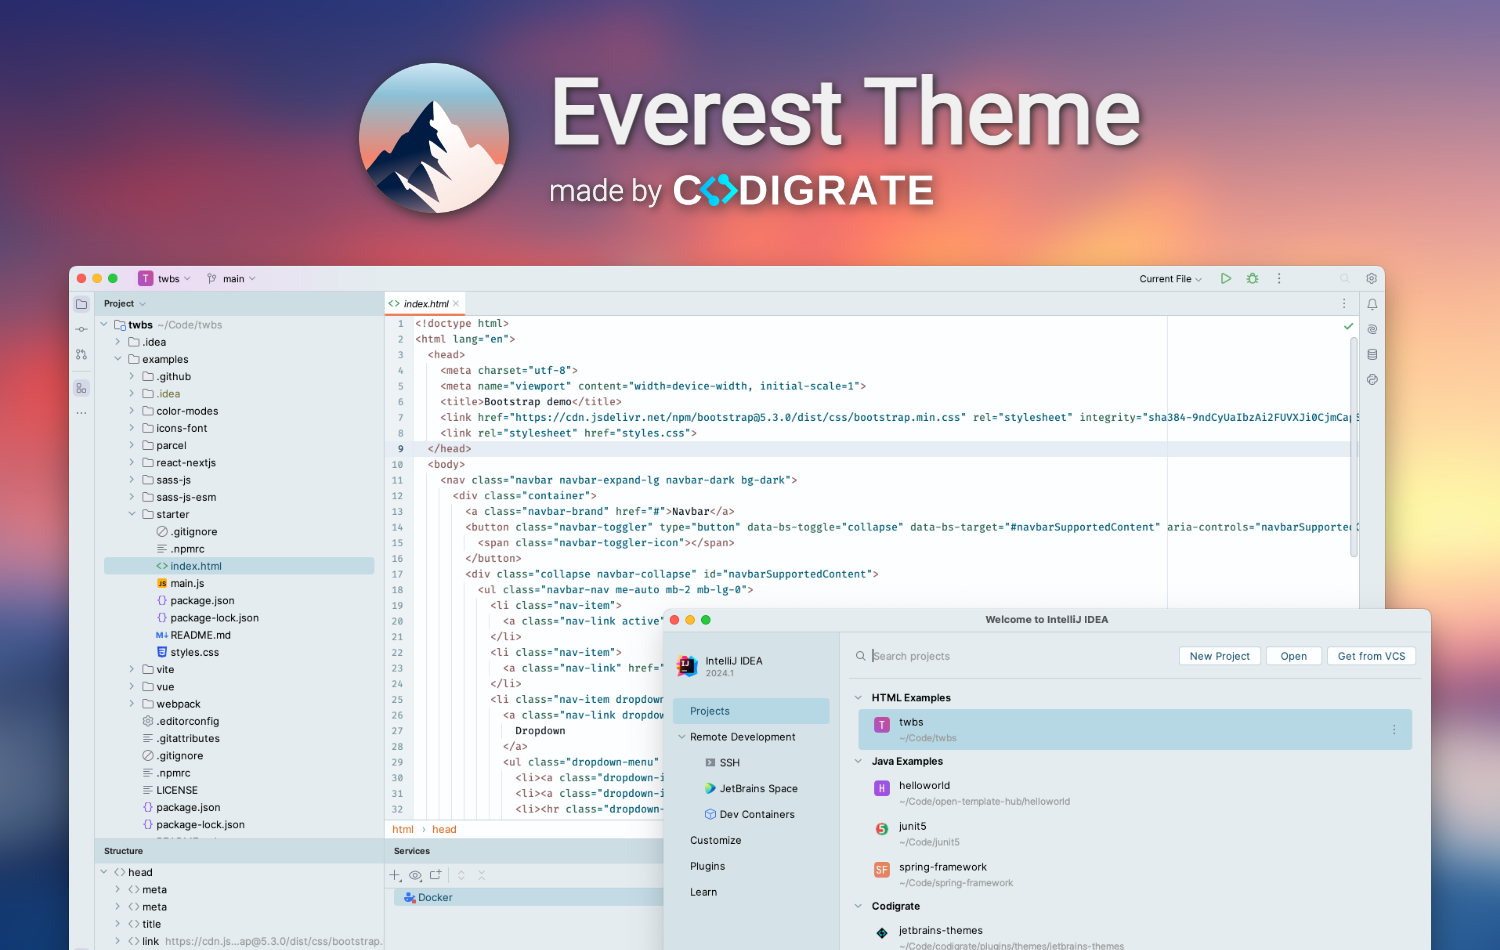 Everest Theme
made by CODIGRATE
T twbs main Current File
Project
twbs ~/Code/twbs
.idea
examples
.github
.idea
color-modes
icons-font
parcel
react-nextjs
sass-js
sass-js-esm
starter
.gitignore
.npmrc
index.html
JS main.js
package.json
package-lock.json
M↓ README.md
styles.css
vite
vue
webpack
.editorconfig
.gitattributes
.gitignore
.npmrc
LICENSE
package.json
package-lock.json
index.html
1 <!doctype html>
2 <html lang="en">
3 <head>
4 <meta charset="utf-8">
5 <meta name="viewport" content="width=device-width, initial-scale=1">
6 <title>Bootstrap demo</title>
7 <link href="https://cdn.jsdelivr.net/npm/bootstrap@5.3.0/dist/css/bootstrap.min.css" rel="stylesheet" integrity="sha384-9ndCyUaIbzAi2FUVXJi0CjmCap
8 <link rel="stylesheet" href="styles.css">
9 </head>
10 <body>
11 <nav class="navbar navbar-expand-lg navbar-dark bg-dark">
12 <div class="container">
13 <a class="navbar-brand" href="#">Navbar</a>
14 <button class="navbar-toggler" type="button" data-bs-toggle="collapse" data-bs-target="#navbarSupportedContent" aria-controls="navbarSupported
15 <span class="navbar-toggler-icon"></span>
16 </button>
17 <div class="collapse navbar-collapse" id="navbarSupportedContent">
18 <ul class="navbar-nav me-auto mb-2 mb-lg-0">
19 <li class="nav-item">
20 <a class="nav-link active"
21 </li>
22 <li class="nav-item">
23 <a class="nav-link" href="
24 </li>
25 <li class="nav-item dropdown
26 <a class="nav-link dropdow
27 Dropdown
28 </a>
29 <ul class="dropdown-menu"
30 <li><a class="dropdown-i
31 <li><a class="dropdown-i
32 <li><hr class="dropdown-
html › head
Structure
head
meta
meta
title
link https://cdn.js...ap@5.3.0/dist/css/bootstrap.
Services
Docker
Welcome to IntelliJ IDEA
IntelliJ IDEA
2024.1
Projects
Remote Development
SSH
JetBrains Space
Dev Containers
Customize
Plugins
Learn
Search projects New Project Open Get from VCS
HTML Examples
T twbs
~/Code/twbs
Java Examples
H helloworld
~/Code/open-template-hub/helloworld
5 junit5
~/Code/junit5
SF spring-framework
~/Code/spring-framework
Codigrate
jetbrains-themes
~/Code/codigrate/plugins/themes/jetbrains-themes